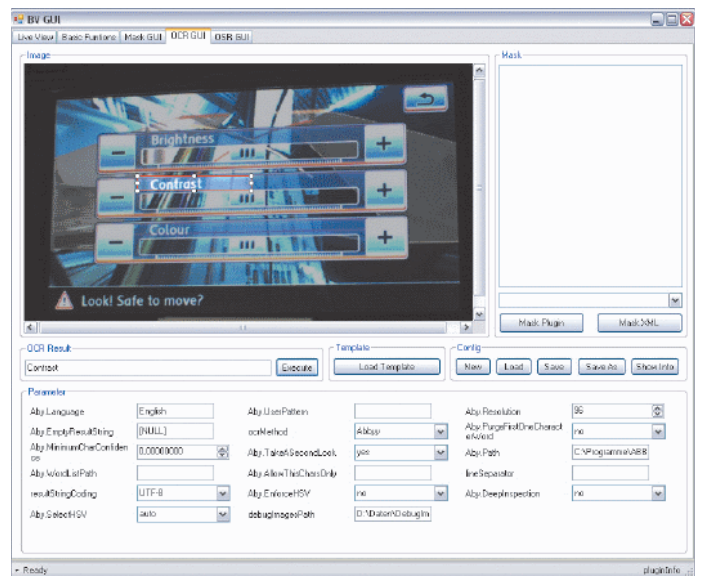 BV GUI
Live View Basic Funtions Mask GUI OCR GUI OSR GUI
Image
Mask
Brightness
Contrast
Colour
Look! Safe to move?
Mask Plugin Mask XML
OCR Result
Template
Config
Contrast Execute Load Template New Load Save Save As Show Info
Parameter
Aby.Language English Aby.UserPattern Aby.Resolution 96
Aby.EmptyResultString [NULL] ocrMethod Abbyy Aby.PurgeFirstOneCharact erWord no
Aby.MinimumCharConfiden ce 0.00000000 Aby.TakeASecondLook yes Aby.Path C:\Programme\ABB
Aby.WordListPath Aby.AllowThisCharsOnly lineSeparator
resultStringCoding UTF-8 Aby.EnforceHSV no Aby.DeepInspection no
Aby.SelectHSV auto debugImagesPath D:\Daten\DebugIm
Ready pluginInfo